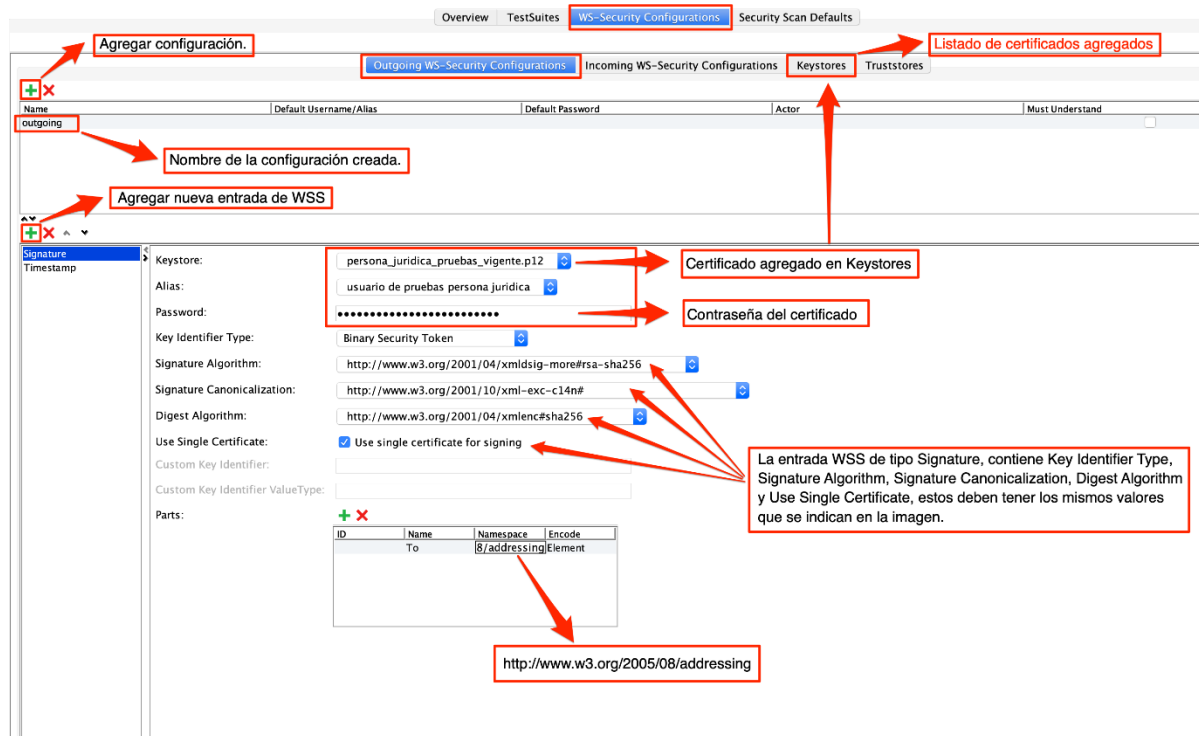 Overview TestSuites WS-Security Configurations Security Scan Defaults
Agregar configuración.
Listado de certificados agregados
Outgoing WS-Security Configurations Incoming WS-Security Configurations Keystores Truststores
Name Default Username/Alias Default Password Actor Must Understand
outgoing
Nombre de la configuración creada.
Agregar nueva entrada de WSS
Signature
Timestamp
Keystore: persona_juridica_pruebas_vigente.p12
Certificado agregado en Keystores
Alias: usuario de pruebas persona juridica
Password: •••••••••••••••••••••••••
Contraseña del certificado
Key Identifier Type: Binary Security Token
Signature Algorithm: http://www.w3.org/2001/04/xmldsig-more#rsa-sha256
Signature Canonicalization: http://www.w3.org/2001/10/xml-exc-c14n#
Digest Algorithm: http://www.w3.org/2001/04/xmlenc#sha256
Use Single Certificate: Use single certificate for signing
La entrada WSS de tipo Signature, contiene Key Identifier Type,
Signature Algorithm, Signature Canonicalization, Digest Algorithm
y Use Single Certificate, estos deben tener los mismos valores
que se indican en la imagen.
Custom Key Identifier:
Custom Key Identifier ValueType:
Parts:
ID Name Namespace Encode
To 8/addressing Element
http://www.w3.org/2005/08/addressing